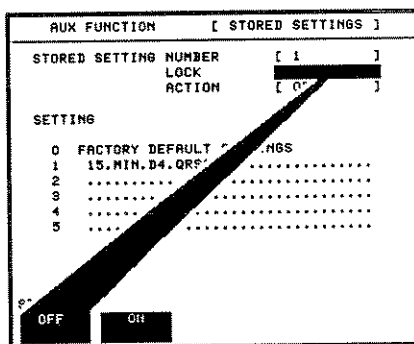 AUX FUNCTION [ STORED SETTINGS ]
STORED SETTING NUMBER [ 1 ]
LOCK
ACTION [ ]
SETTING
0 FACTORY DEFAULT
1 15.MIN.D4.
2 ....................................
3 ....................................
4 ....................................
5 ....................................
OFF ON